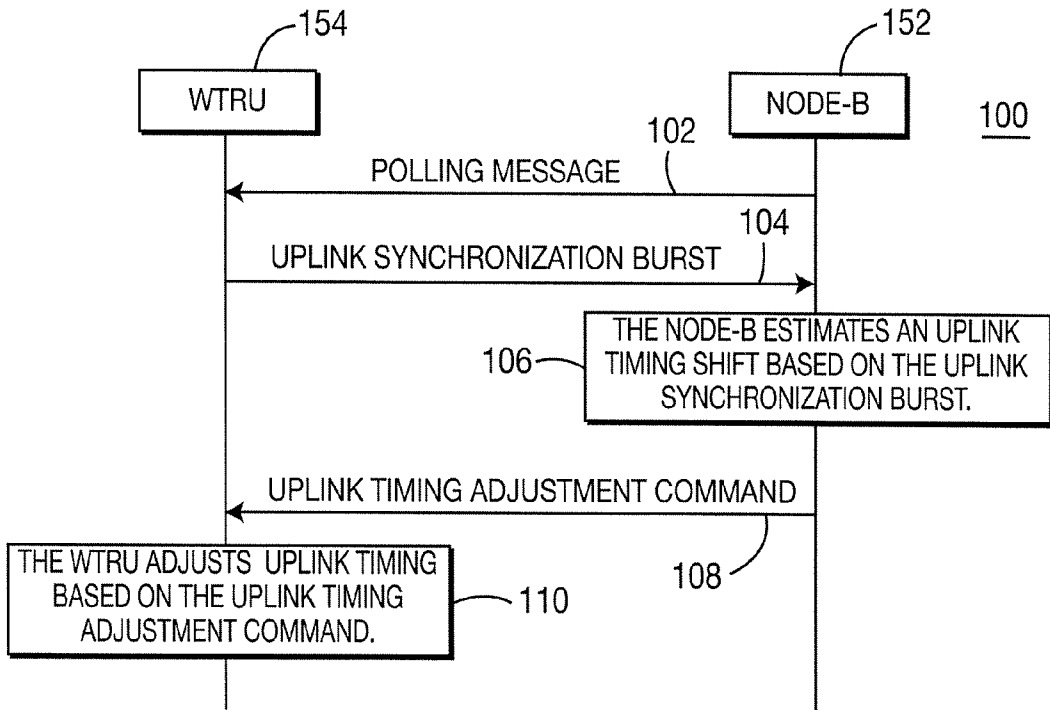 154
152
WTRU
NODE-B
100
102
POLLING MESSAGE
104
UPLINK SYNCHRONIZATION BURST
THE NODE-B ESTIMATES AN UPLINK
TIMING SHIFT BASED ON THE UPLINK
SYNCHRONIZATION BURST.
106
UPLINK TIMING ADJUSTMENT COMMAND
108
THE WTRU ADJUSTS UPLINK TIMING
BASED ON THE UPLINK TIMING
ADJUSTMENT COMMAND.
110